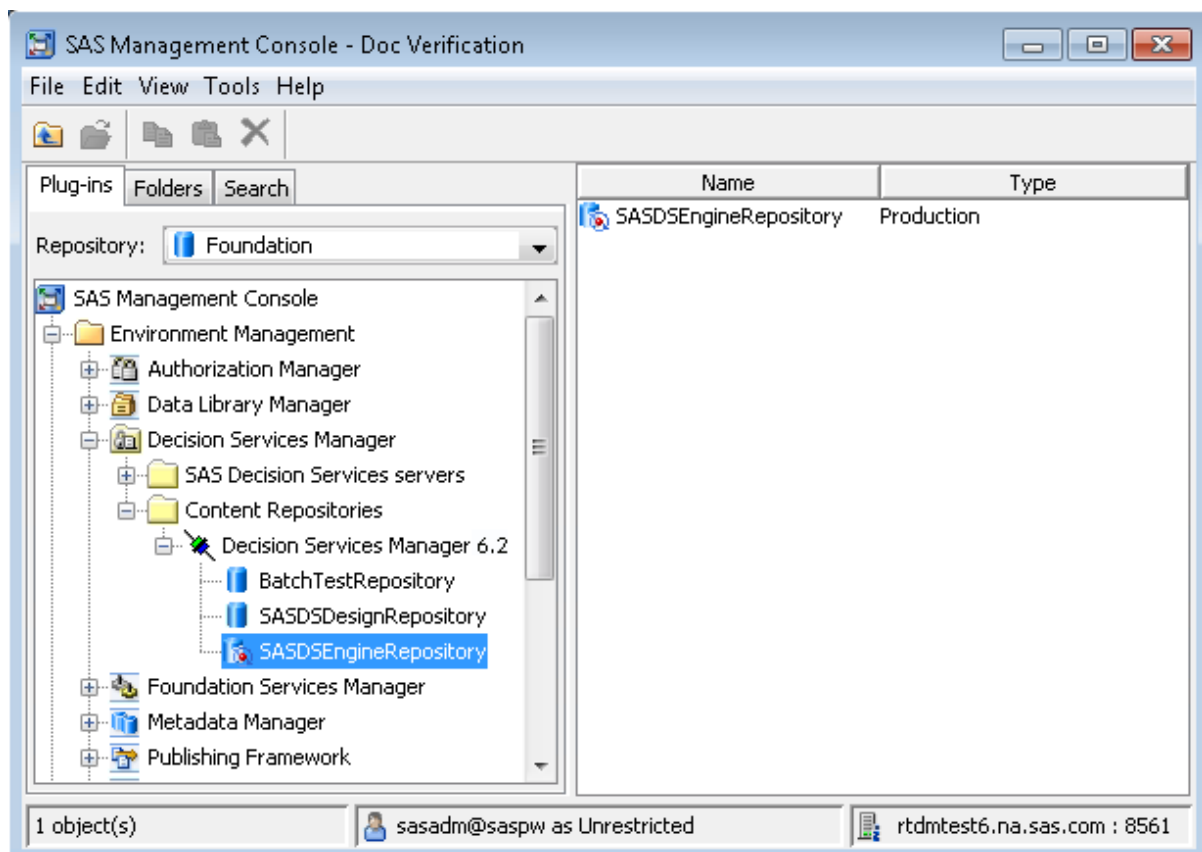 SAS Management Console - Doc Verification
File Edit View Tools Help
Plug-ins Folders Search
Repository: Foundation
SAS Management Console
Environment Management
Authorization Manager
Data Library Manager
Decision Services Manager
SAS Decision Services servers
Content Repositories
Decision Services Manager 6.2
BatchTestRepository
SASDSDesignRepository
SASDSEngineRepository
Foundation Services Manager
Metadata Manager
Publishing Framework
Name Type
SASDSEngineRepository Production
1 object(s) sasadm@saspw as Unrestricted rtdmtest6.na.sas.com : 8561